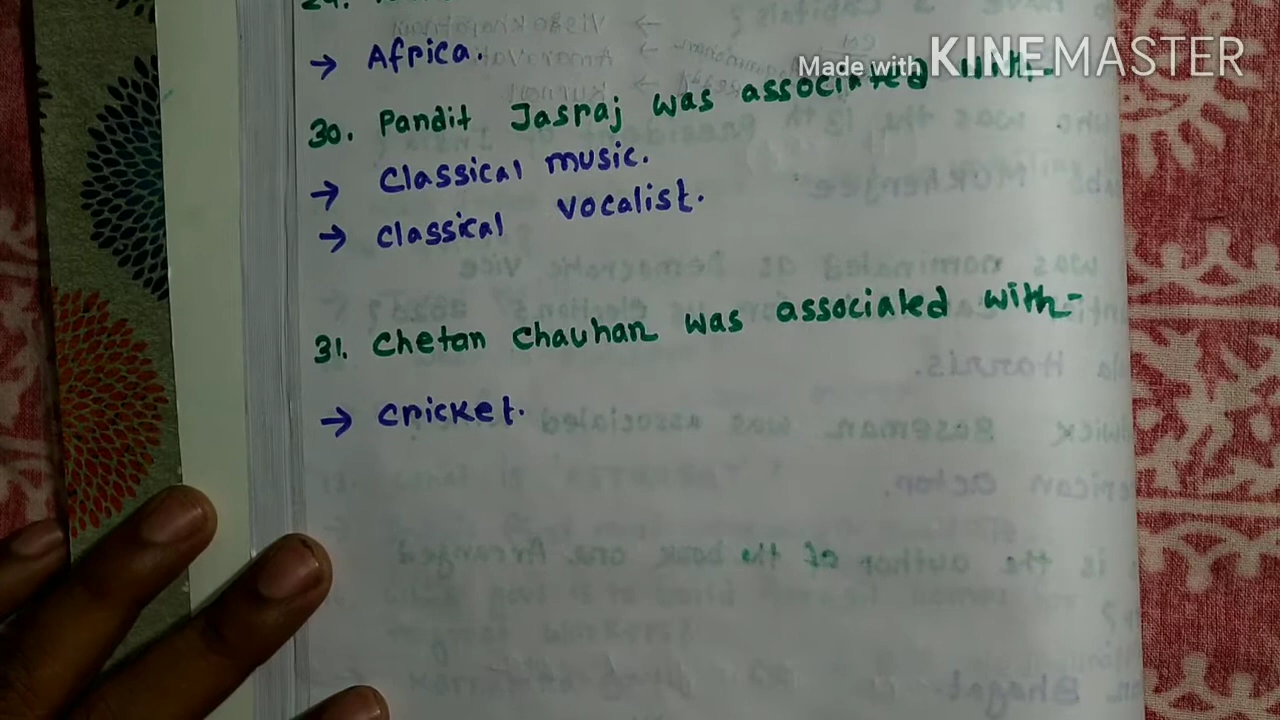 → Africa.
Made with KINEMASTER
30. Pandit Jasraj was associated with-
→ Classical music.
→ Classical vocalist.
31. Chetan Chauhan was associated with-
→ Cricket.